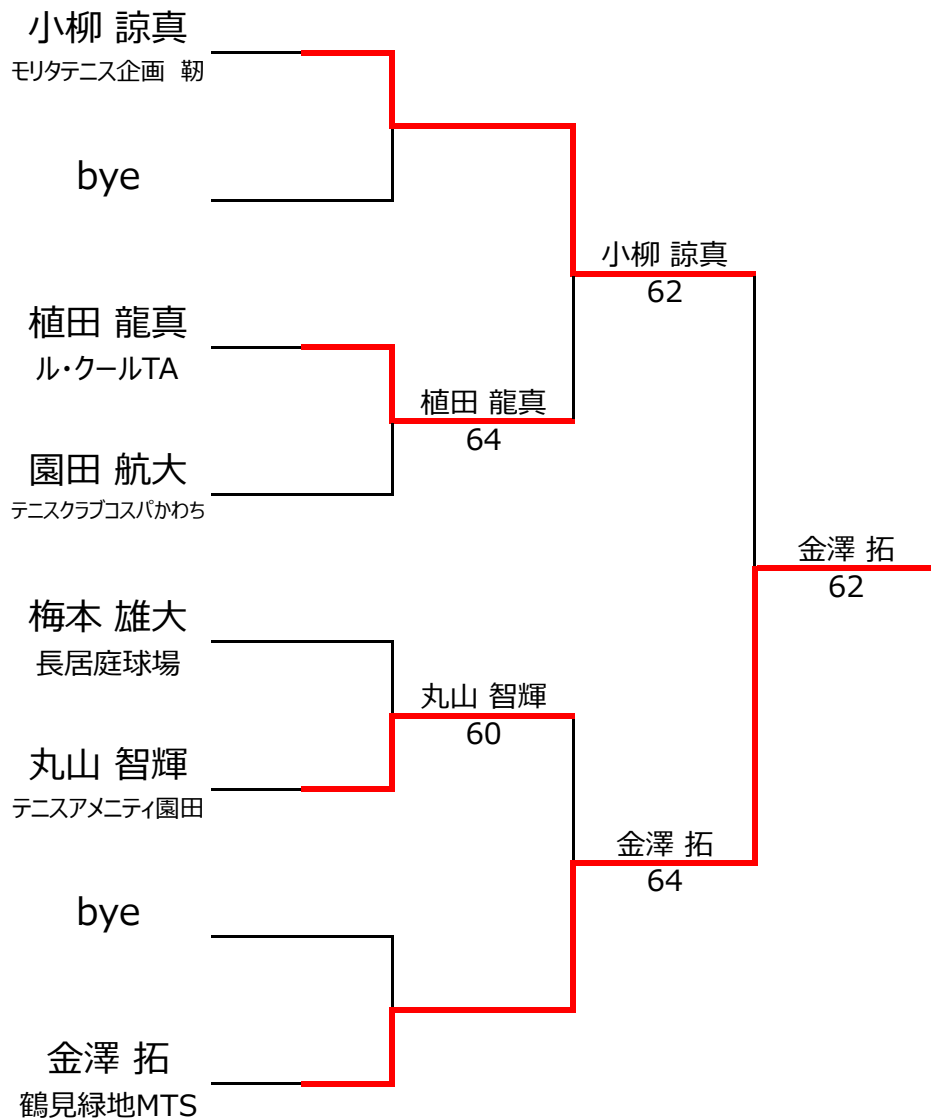 小柳 諒真
モリタテニス企画　靭
bye
植田 龍真
ル・クールTA
園田 航大
テニスクラブコスパかわち
梅本 雄大
長居庭球場
丸山 智輝
テニスアメニティ園田
bye
金澤 拓
鶴見緑地MTS
植田 龍真
64
丸山 智輝
60
小柳 諒真
62
金澤 拓
64
金澤 拓
62